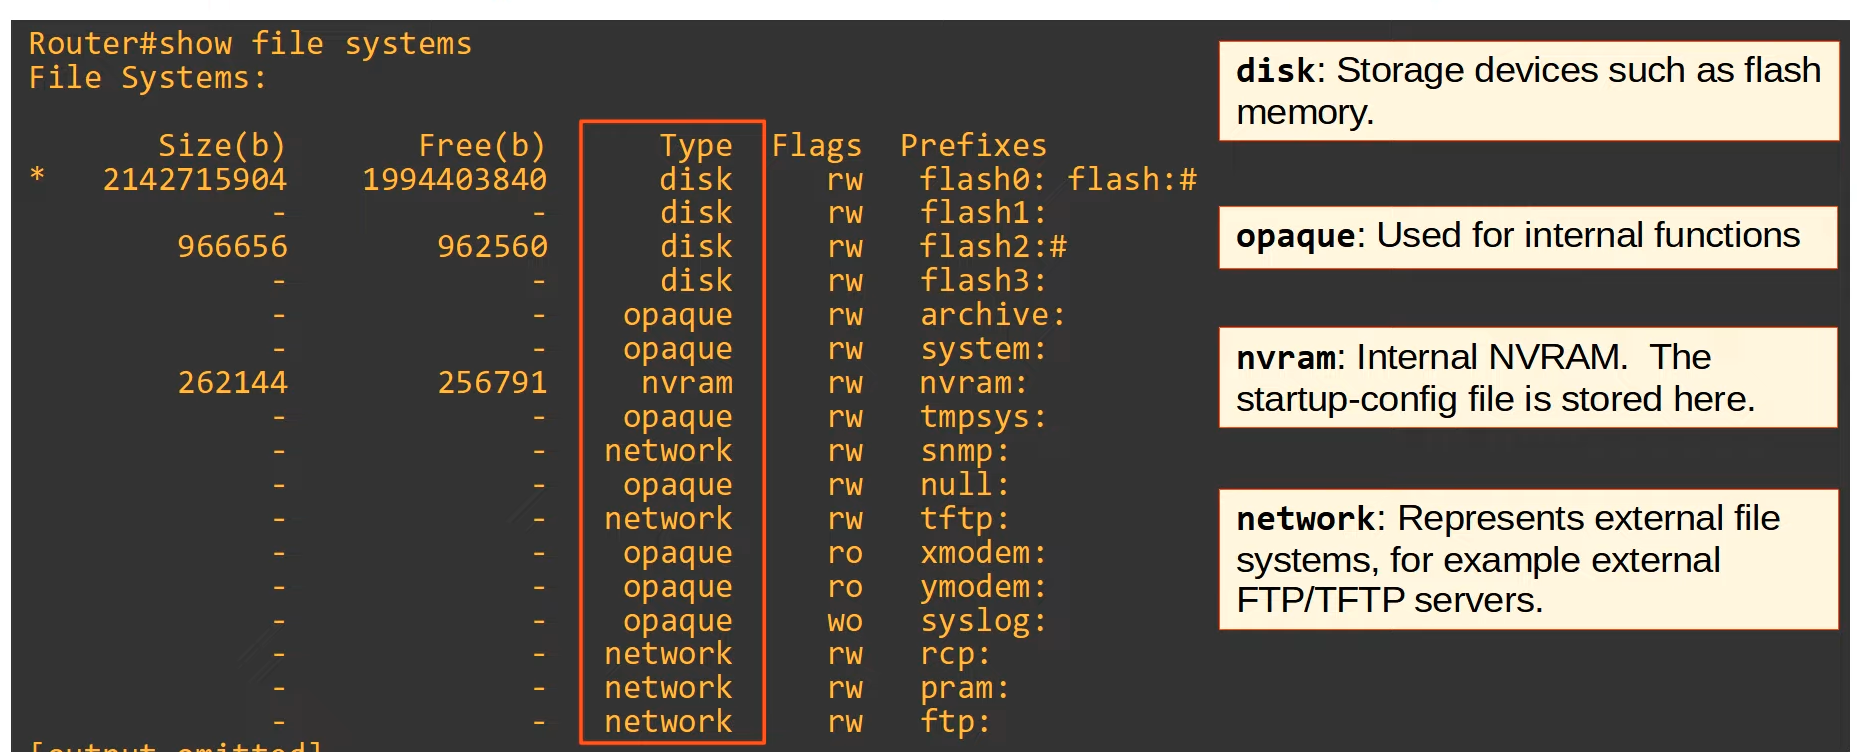 Router#show file systems
File Systems:
Size(b) Free(b) Type Flags Prefixes
* 2142715904 1994403840 disk rw flash0: flash:#
- - disk rw flash1:
966656 962560 disk rw flash2:#
- - disk rw flash3:
- - opaque rw archive:
- - opaque rw system:
262144 256791 nvram rw nvram:
- - opaque rw tmpsys:
- - network rw snmp:
- - opaque rw null:
- - network rw tftp:
- - opaque ro xmodem:
- - opaque ro ymodem:
- - opaque wo syslog:
- - network rw rcp:
- - network rw pram:
- - network rw ftp:
[output omitted]
disk: Storage devices such as flash
memory.
opaque: Used for internal functions
nvram: Internal NVRAM. The
startup-config file is stored here.
network: Represents external file
systems, for example external
FTP/TFTP servers.